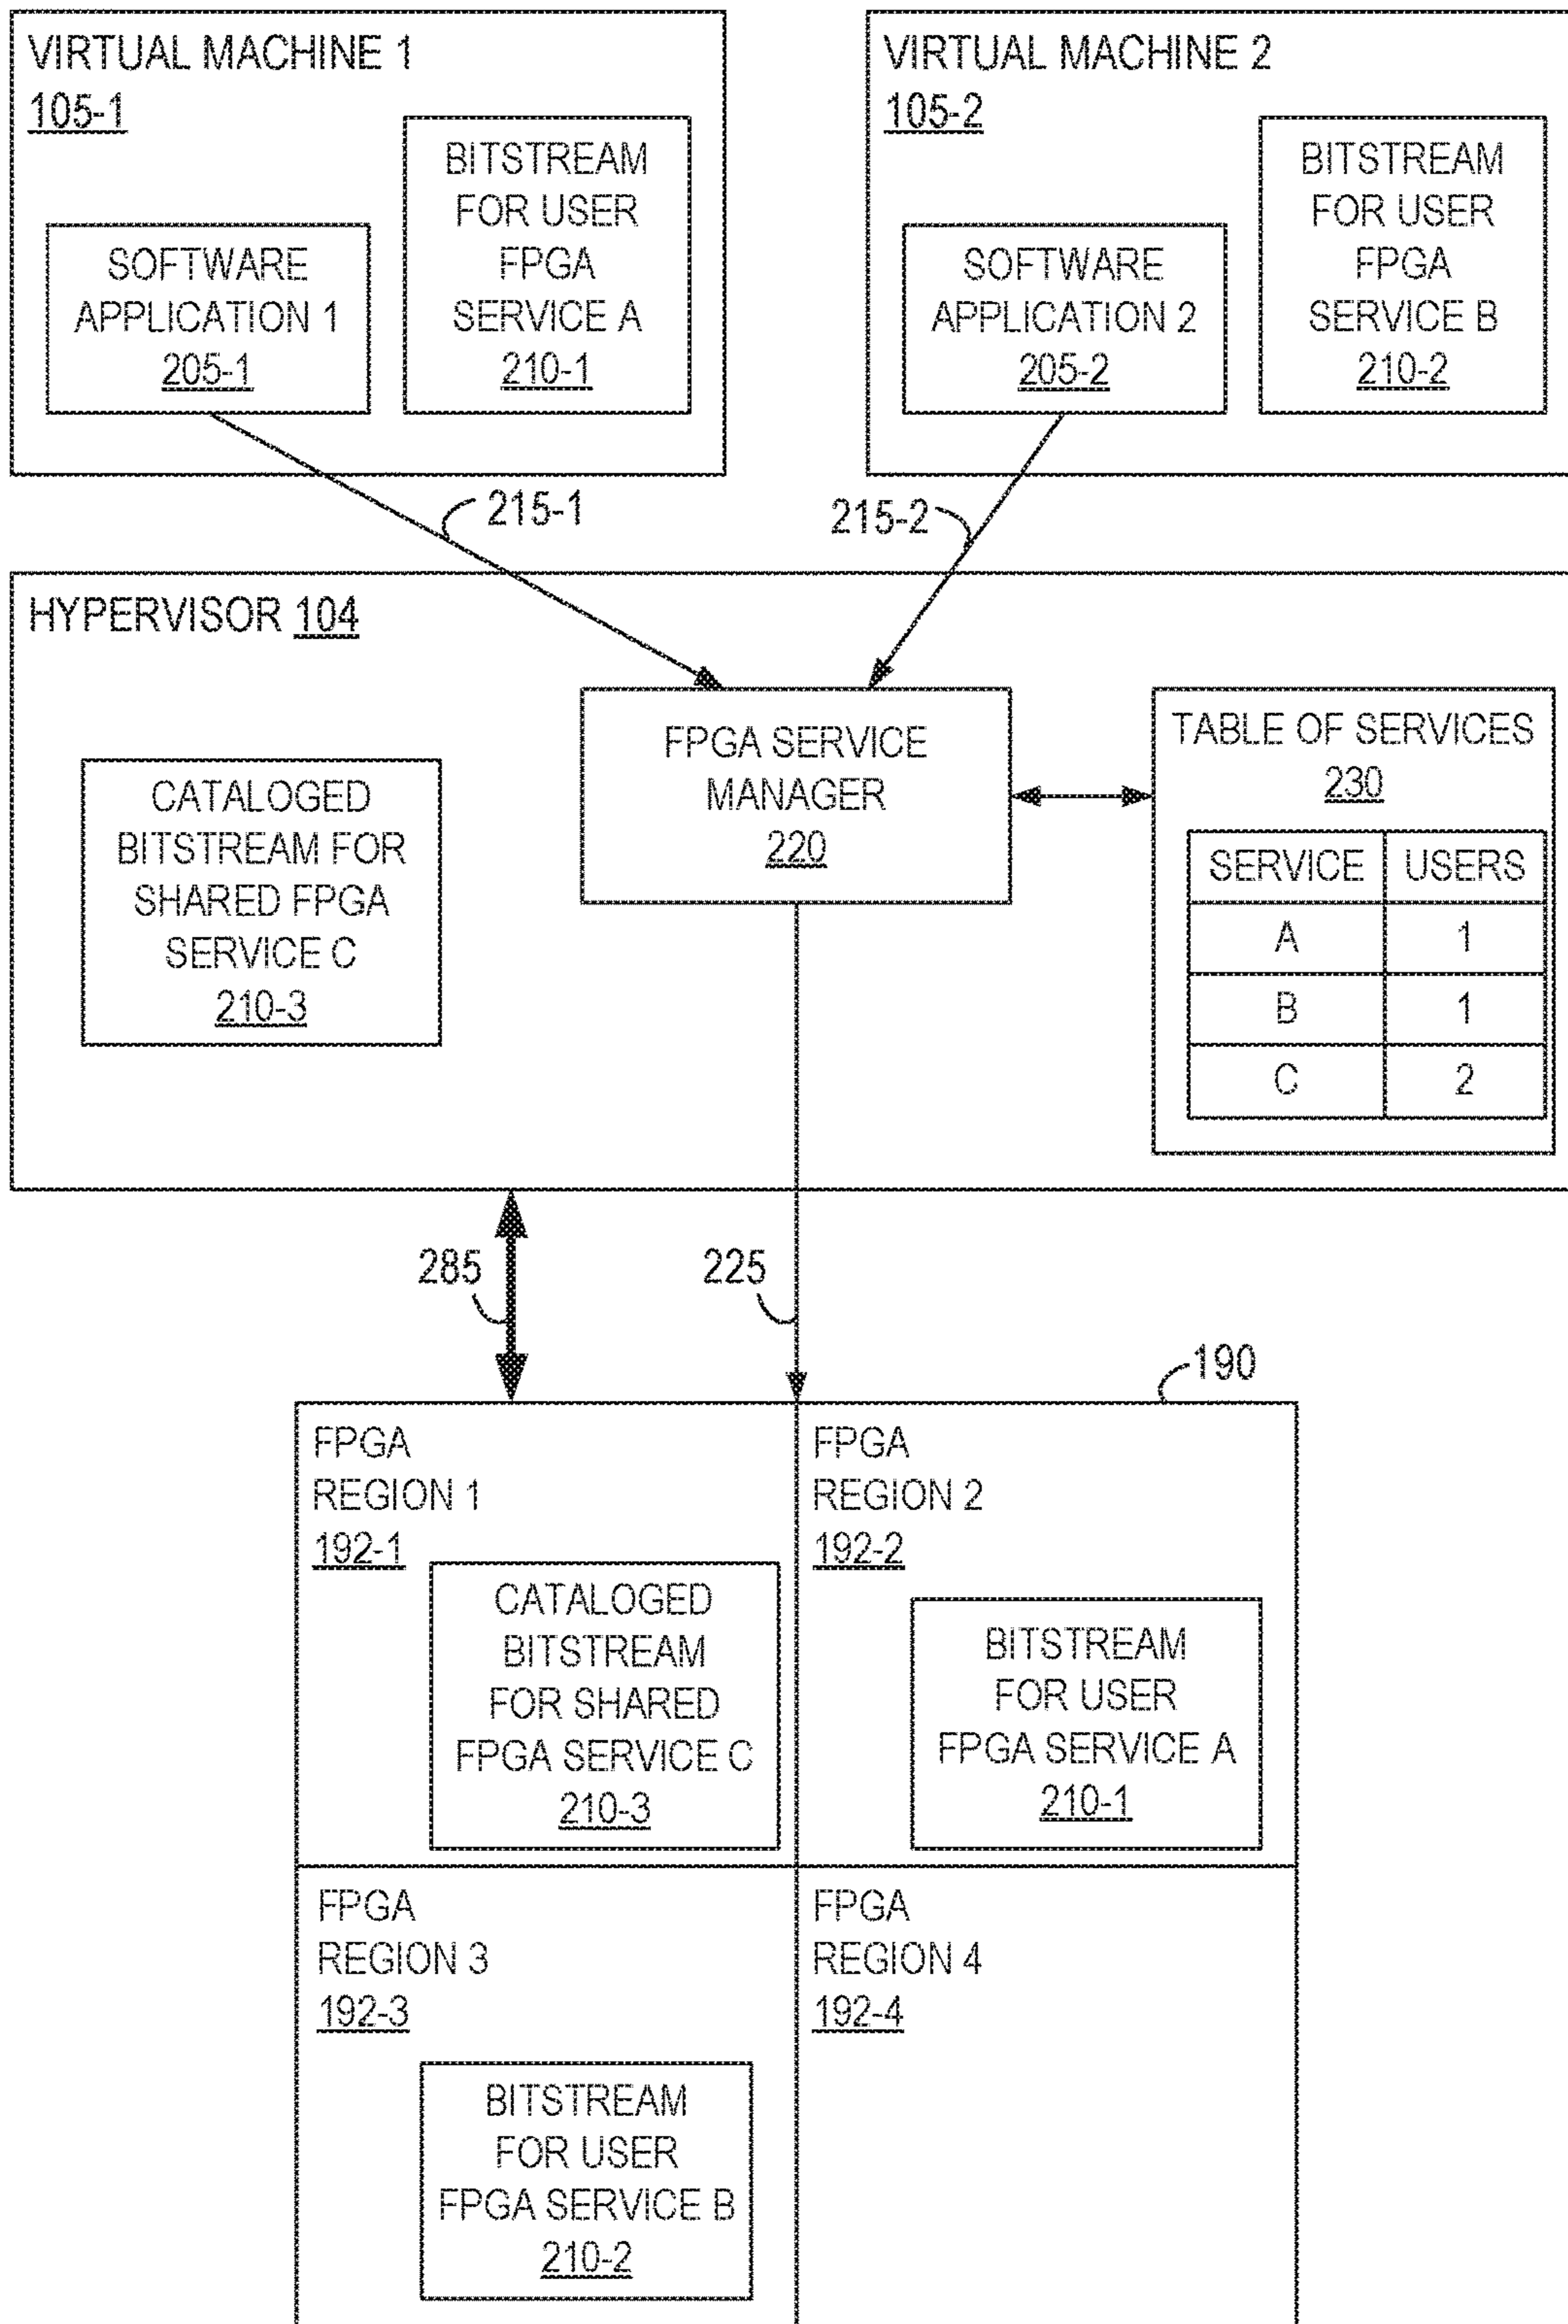 VIRTUAL MACHINE 1
105-1
BITSTREAM
FOR USER
FPGA
SERVICE A
210-1
SOFTWARE
APPLICATION 1
205-1
VIRTUAL MACHINE 2
105-2
BITSTREAM
FOR USER
FPGA
SERVICE B
210-2
SOFTWARE
APPLICATION 2
205-2
215-1
215-2
HYPERVISOR 104
CATALOGED
BITSTREAM FOR
SHARED FPGA
SERVICE C
210-3
FPGA SERVICE
MANAGER
220
TABLE OF SERVICES
230
SERVICE USERS
A 1
B 1
C 2
285
225
190
FPGA
REGION 1
192-1
CATALOGED
BITSTREAM
FOR SHARED
FPGA SERVICE C
210-3
FPGA
REGION 2
192-2
BITSTREAM
FOR USER
FPGA SERVICE A
210-1
FPGA
REGION 3
192-3
BITSTREAM
FOR USER
FPGA SERVICE B
210-2
FPGA
REGION 4
192-4